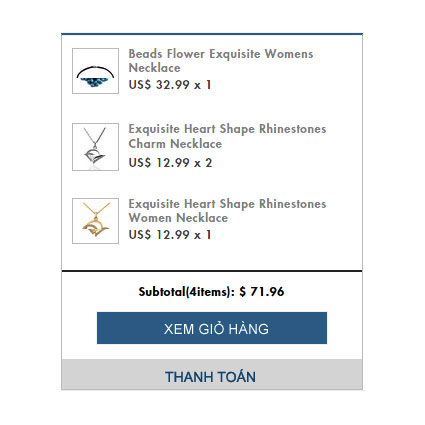 Beads Flower Exquisite Womens
Necklace
US$ 32.99 x 1
Exquisite Heart Shape Rhinestones
Charm Necklace
US$ 12.99 x 2
Exquisite Heart Shape Rhinestones
Women Necklace
US$ 12.99 x 1
Subtotal(4items): $ 71.96
XEM GIỎ HÀNG
THANH TOÁN